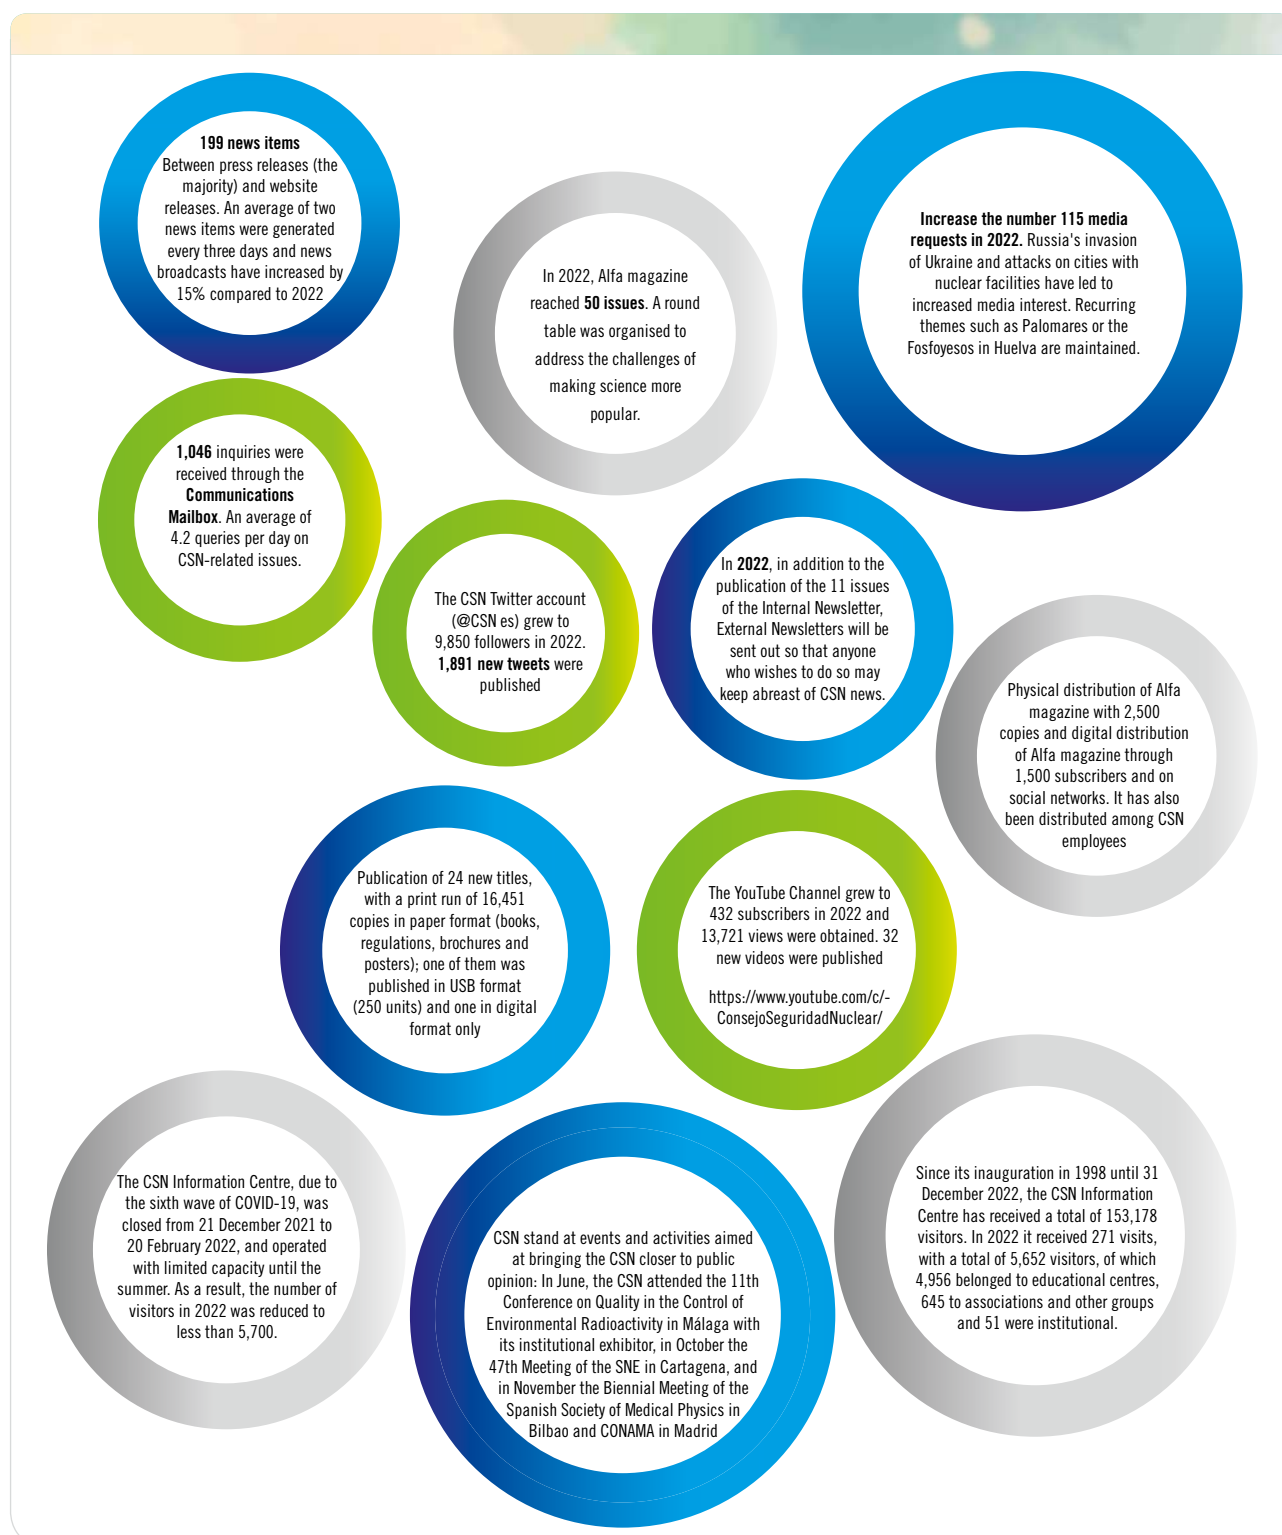 199 news items
Between press releases (the
majority) and website
releases. An average of two
news items were generated
every three days and news
broadcasts have increased by
15% compared to 2022
In 2022, Alfa magazine
reached 50 issues. A round
table was organised to
address the challenges of
making science more
popular.
Increase the number 115 media
requests in 2022. Russia's invasion
of Ukraine and attacks on cities with
nuclear facilities have led to
increased media interest. Recurring
themes such as Palomares or the
Fosfoyesos in Huelva are maintained.
1,046 inquiries were
received through the
Communications
Mailbox. An average of
4.2 queries per day on
CSN-related issues.
The CSN Twitter account
(@CSN es) grew to
9,850 followers in 2022.
1,891 new tweets were
published
In 2022, in addition to the
publication of the 11 issues
of the Internal Newsletter,
External Newsletters will be
sent out so that anyone
who wishes to do so may
keep abreast of CSN news.
Physical distribution of Alfa
magazine with 2,500
copies and digital distribution
of Alfa magazine through
1,500 subscribers and on
social networks. It has also
been distributed among CSN
employees
Publication of 24 new titles,
with a print run of 16,451
copies in paper format (books,
regulations, brochures and
posters); one of them was
published in USB format
(250 units) and one in digital
format only
The YouTube Channel grew to
432 subscribers in 2022 and
13,721 views were obtained. 32
new videos were published
https://www.youtube.com/c/-
ConsejoSeguridadNuclear/
The CSN Information Centre, due to
the sixth wave of COVID-19, was
closed from 21 December 2021 to
20 February 2022, and operated
with limited capacity until the
summer. As a result, the number of
visitors in 2022 was reduced to
less than 5,700.
CSN stand at events and activities aimed
at bringing the CSN closer to public
opinion: In June, the CSN attended the 11th
Conference on Quality in the Control of
Environmental Radioactivity in Málaga with
its institutional exhibitor, in October the
47th Meeting of the SNE in Cartagena, and
in November the Biennial Meeting of the
Spanish Society of Medical Physics in
Bilbao and CONAMA in Madrid
Since its inauguration in 1998 until 31
December 2022, the CSN Information
Centre has received a total of 153,178
visitors. In 2022 it received 271 visits,
with a total of 5,652 visitors, of which
4,956 belonged to educational centres,
645 to associations and other groups
and 51 were institutional.